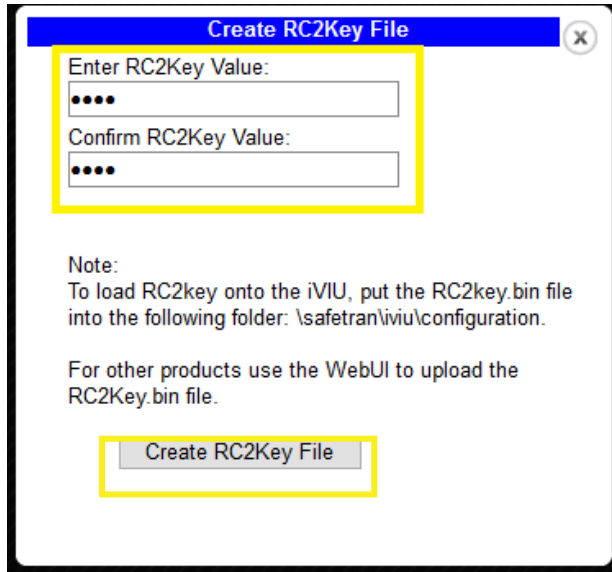 Create RC2Key File
x
Enter RC2Key Value:
••••
Confirm RC2Key Value:
••••
Note:
To load RC2key onto the iVIU, put the RC2key.bin file
into the following folder: \safetran\iviu\configuration.
For other products use the WebUI to upload the
RC2Key.bin file.
Create RC2Key File